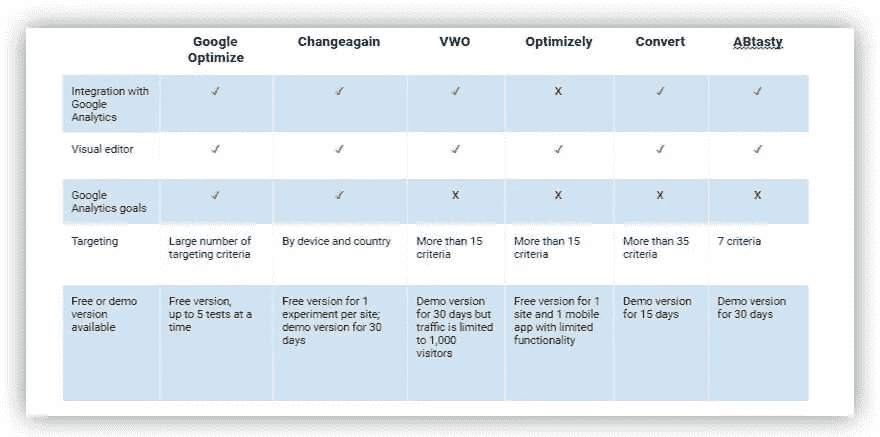 Google Optimize Changeagain VWO Optimizely Convert ABtasty
Integration with Google Analytics ✓ ✓ ✓ X ✓ ✓
Visual editor ✓ ✓ ✓ ✓ ✓ ✓
Google Analytics goals ✓ ✓ X X X X
Targeting
Large number of
targeting criteria
By device and country
More than 15
criteria
More than 15
criteria
More than 35
criteria
7 criteria
Free or demo
version
available
Free version,
up to 5 tests at a
time
Free version for 1
experiment per site;
demo version for 30
days
Demo version
for 30 days but
traffic is limited
to 1,000
visitors
Free version for 1
site and 1 mobile
app with limited
functionality
Demo version
for 15 days
Demo version
for 30 days